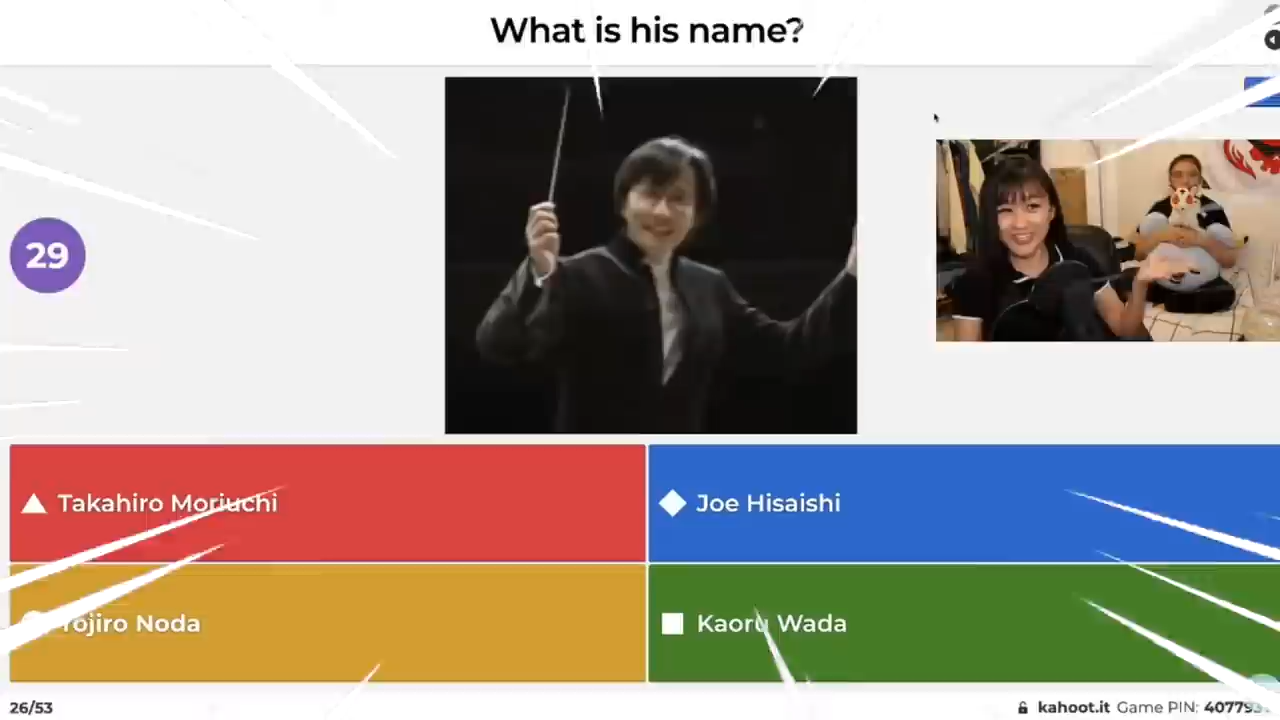 What is his name?
29
Takahiro Moriuchi
Joe Hisaishi
Yojiro Noda
Kaoru Wada
26/53
kahoot.it Game PIN: